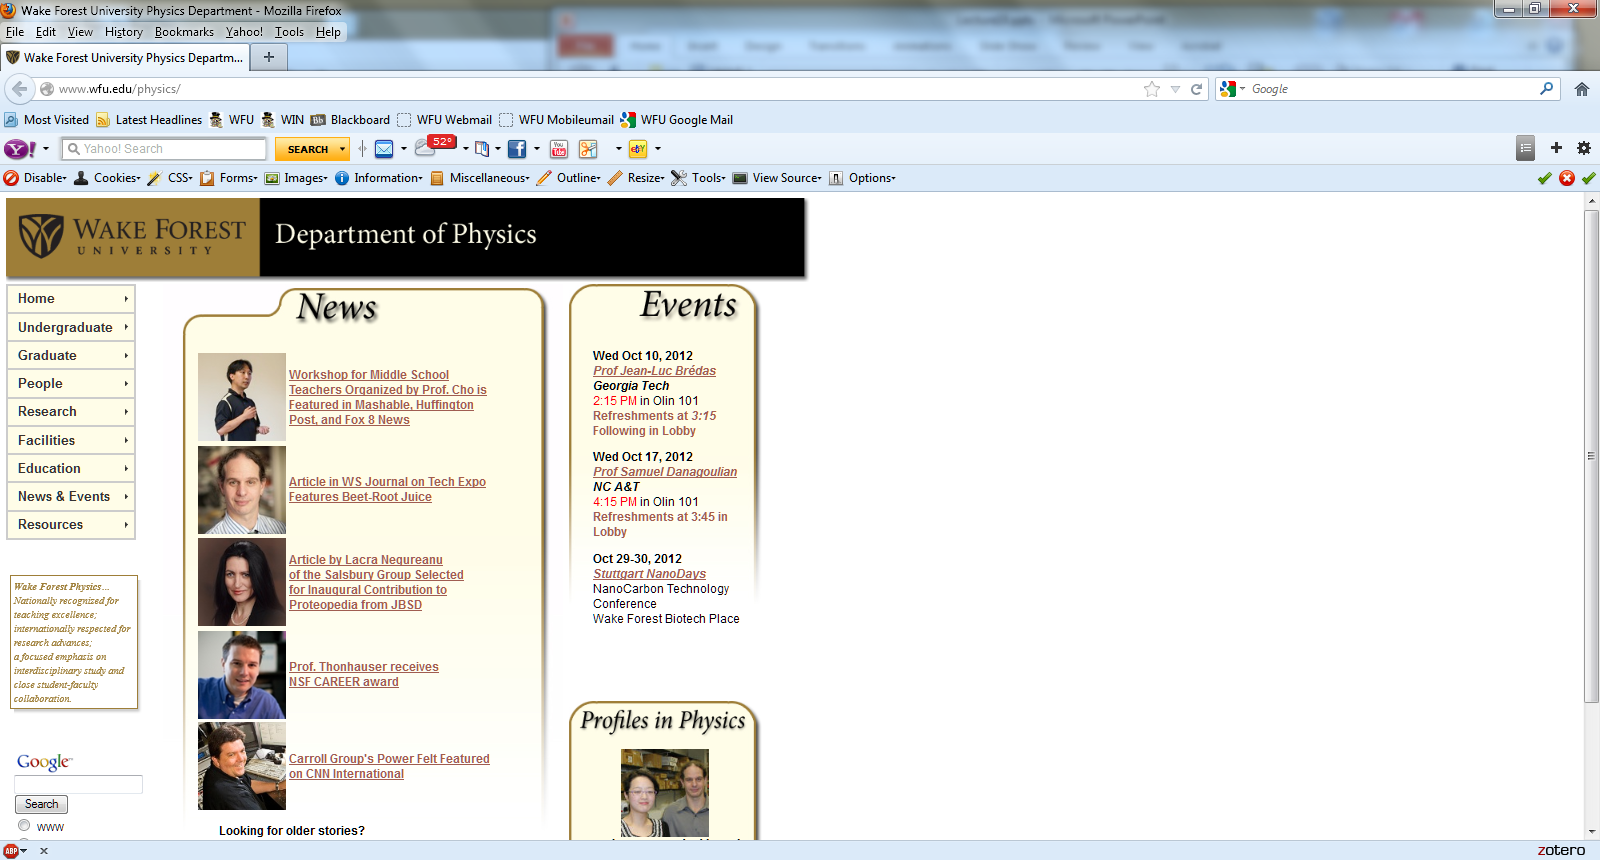 Wake Forest University Physics Department - Mozilla Firefox
File Edit View History Bookmarks Yahoo! Tools Help
Wake Forest University Physics Departm...
www.wfu.edu/physics/
Google
Most Visited Latest Headlines WFU WIN Bb Blackboard WFU Webmail WFU Mobileumail WFU Google Mail
Y! Yahoo! Search SEARCH 52° You Tube
Disable Cookies CSS Forms Images Information Miscellaneous Outline Resize Tools View Source Options
WAKE FOREST
UNIVERSITY
Department of Physics
Home
Undergraduate
Graduate
People
Research
Facilities
Education
News & Events
Resources
Wake Forest Physics...
Nationally recognized for
teaching excellence;
internationally respected for
research advances;
a focused emphasis on
interdisciplinary study and
close student-faculty
collaboration.
Google
Search
www
News
Workshop for Middle School
Teachers Organized by Prof. Cho is
Featured in Mashable, Huffington
Post, and Fox 8 News
Article in WS Journal on Tech Expo
Features Beet-Root Juice
Article by Lacra Negureanu
of the Salsbury Group Selected
for Inaugural Contribution to
Proteopedia from JBSD
Prof. Thonhauser receives
NSF CAREER award
Carroll Group's Power Felt Featured
on CNN International
Looking for older stories?
Events
Wed Oct 10, 2012
Prof Jean-Luc Brédas
Georgia Tech
2:15 PM in Olin 101
Refreshments at 3:15
Following in Lobby
Wed Oct 17, 2012
Prof Samuel Danagoulian
NC A&T
4:15 PM in Olin 101
Refreshments at 3:45 in
Lobby
Oct 29-30, 2012
Stuttgart NanoDays
NanoCarbon Technology
Conference
Wake Forest Biotech Place
Profiles in Physics
ABP
zotero